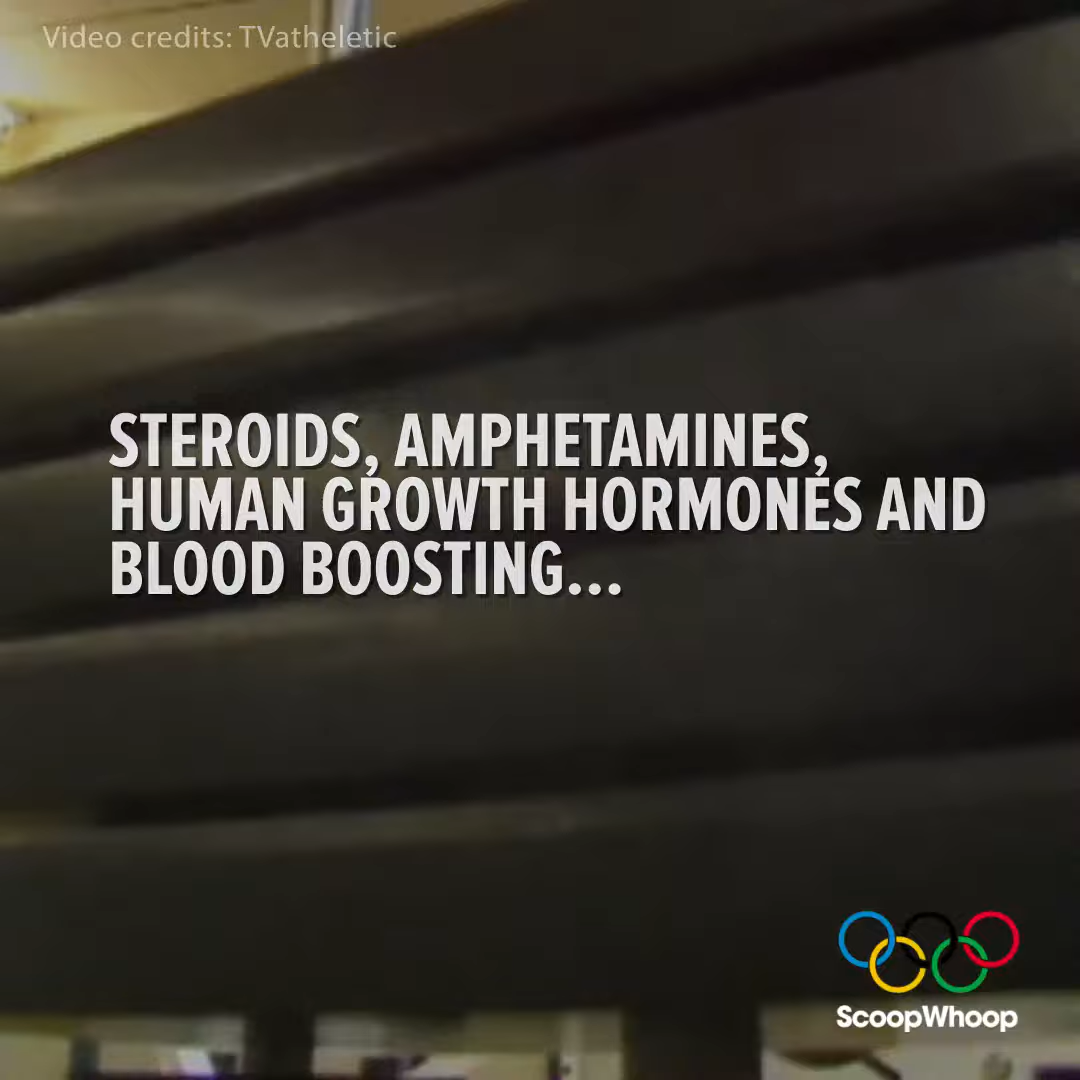 Video credits: TVatheletic
STEROIDS, AMPHETAMINES,
HUMAN GROWTH HORMONES AND
BLOOD BOOSTING...
ScoopWhoop